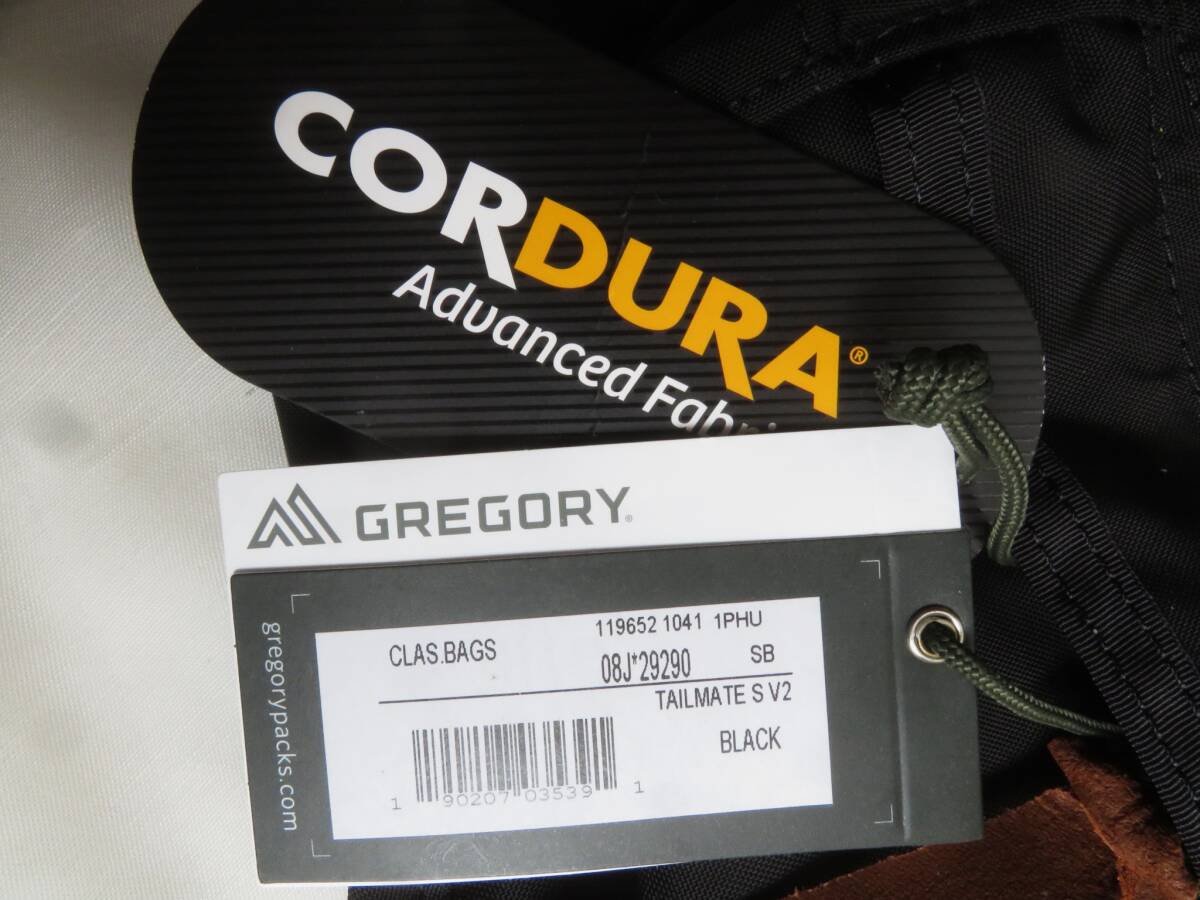 CORDURA®
Advanced
GREGORY®
gregorypacks.com
CLAS.BAGS
119652 1041 1PHU
08J*29290 SB
TAILMATE S V2
BLACK
1 90207 03539 1